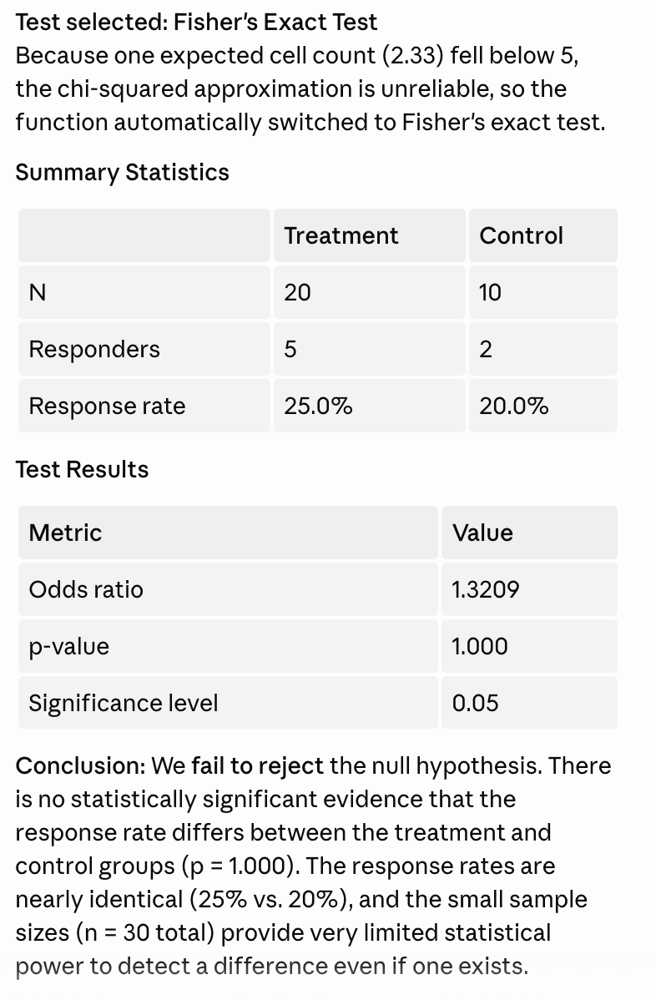 Test selected: Fisher's Exact Test
Because one expected cell count (2.33) fell below 5,
the chi-squared approximation is unreliable, so the
function automatically switched to Fisher's exact test.
Summary Statistics
Treatment Control
N 20 10
Responders 5 2
Response rate 25.0% 20.0%
Test Results
Metric Value
Odds ratio 1.3209
p-value 1.000
Significance level 0.05
Conclusion: We fail to reject the null hypothesis. There
is no statistically significant evidence that the
response rate differs between the treatment and
control groups (p = 1.000). The response rates are
nearly identical (25% vs. 20%), and the small sample
sizes (n = 30 total) provide very limited statistical
power to detect a difference even if one exists.